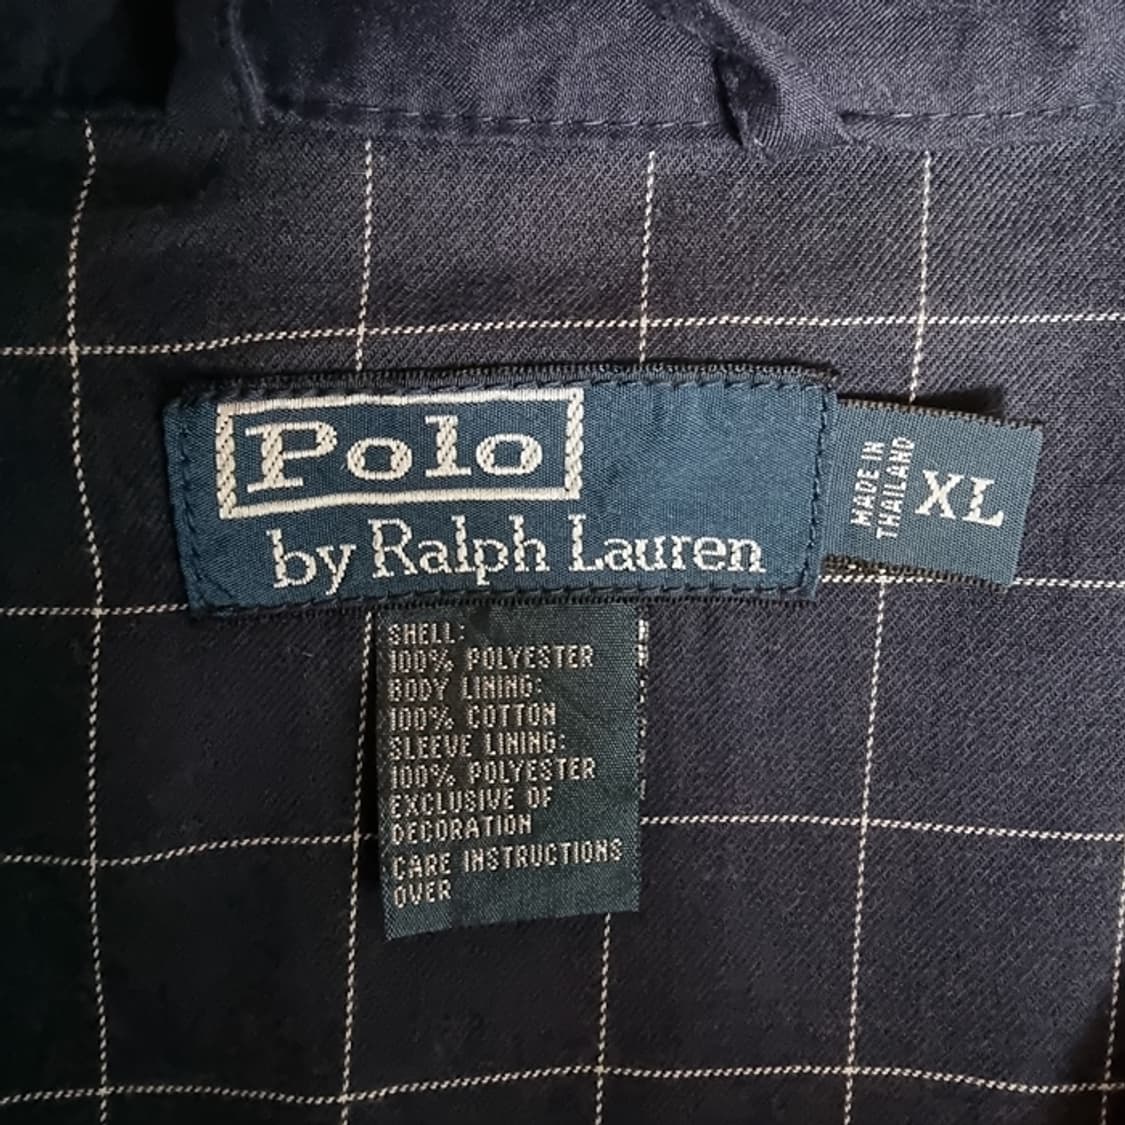 Polo
by Ralph Lauren
MADE IN
THAILAND
XL
SHELL:
100% POLYESTER
BODY LINING:
100% COTTON
SLEEVE LINING:
100% POLYESTER
EXCLUSIVE OF
DECORATION
CARE INSTRUCTIONS
OVER